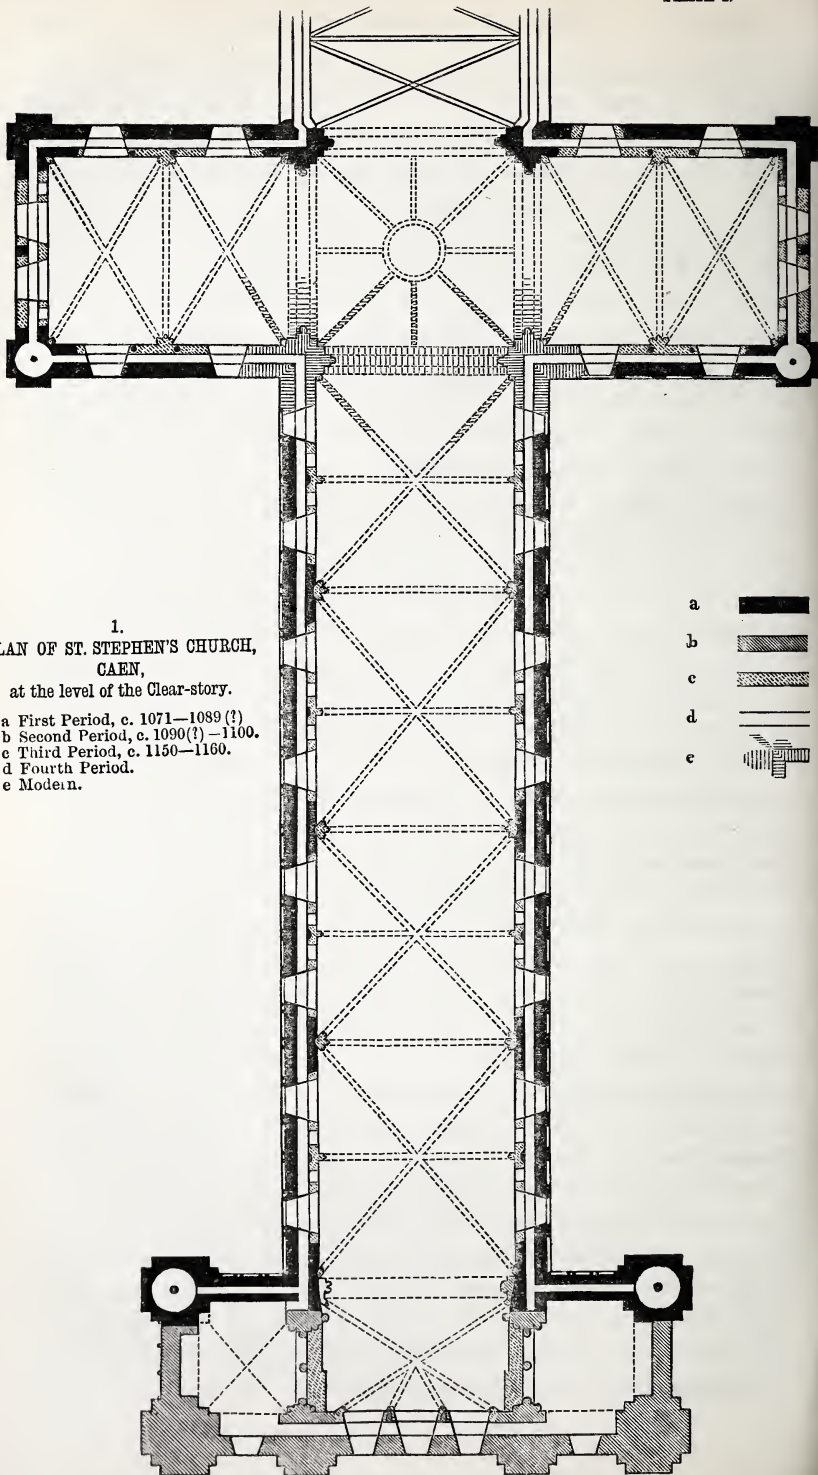 1.
LAN OF ST. STEPHEN'S CHURCH,
CAEN,
at the level of the Clear-story.
a First Period, c. 1071—1089 (?)
b Second Period, c. 1090(?)—1100.
c Third Period, c. 1150—1160.
d Fourth Period.
e Modern.
a
b
c
d
e